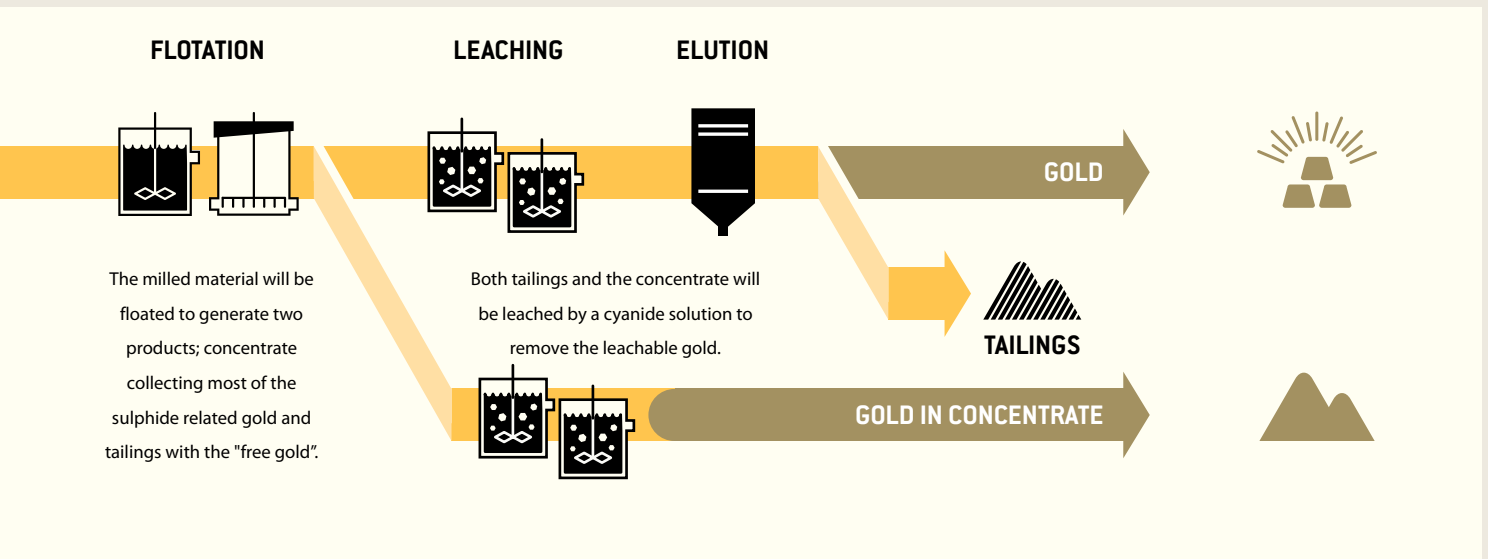 FLOTATION
LEACHING
ELUTION
GOLD
The milled material will be
floated to generate two
products; concentrate
collecting most of the
sulphide related gold and
tailings with the "free gold”.
Both tailings and the concentrate will
be leached by a cyanide solution to
remove the leachable gold.
TAILINGS
GOLD IN CONCENTRATE